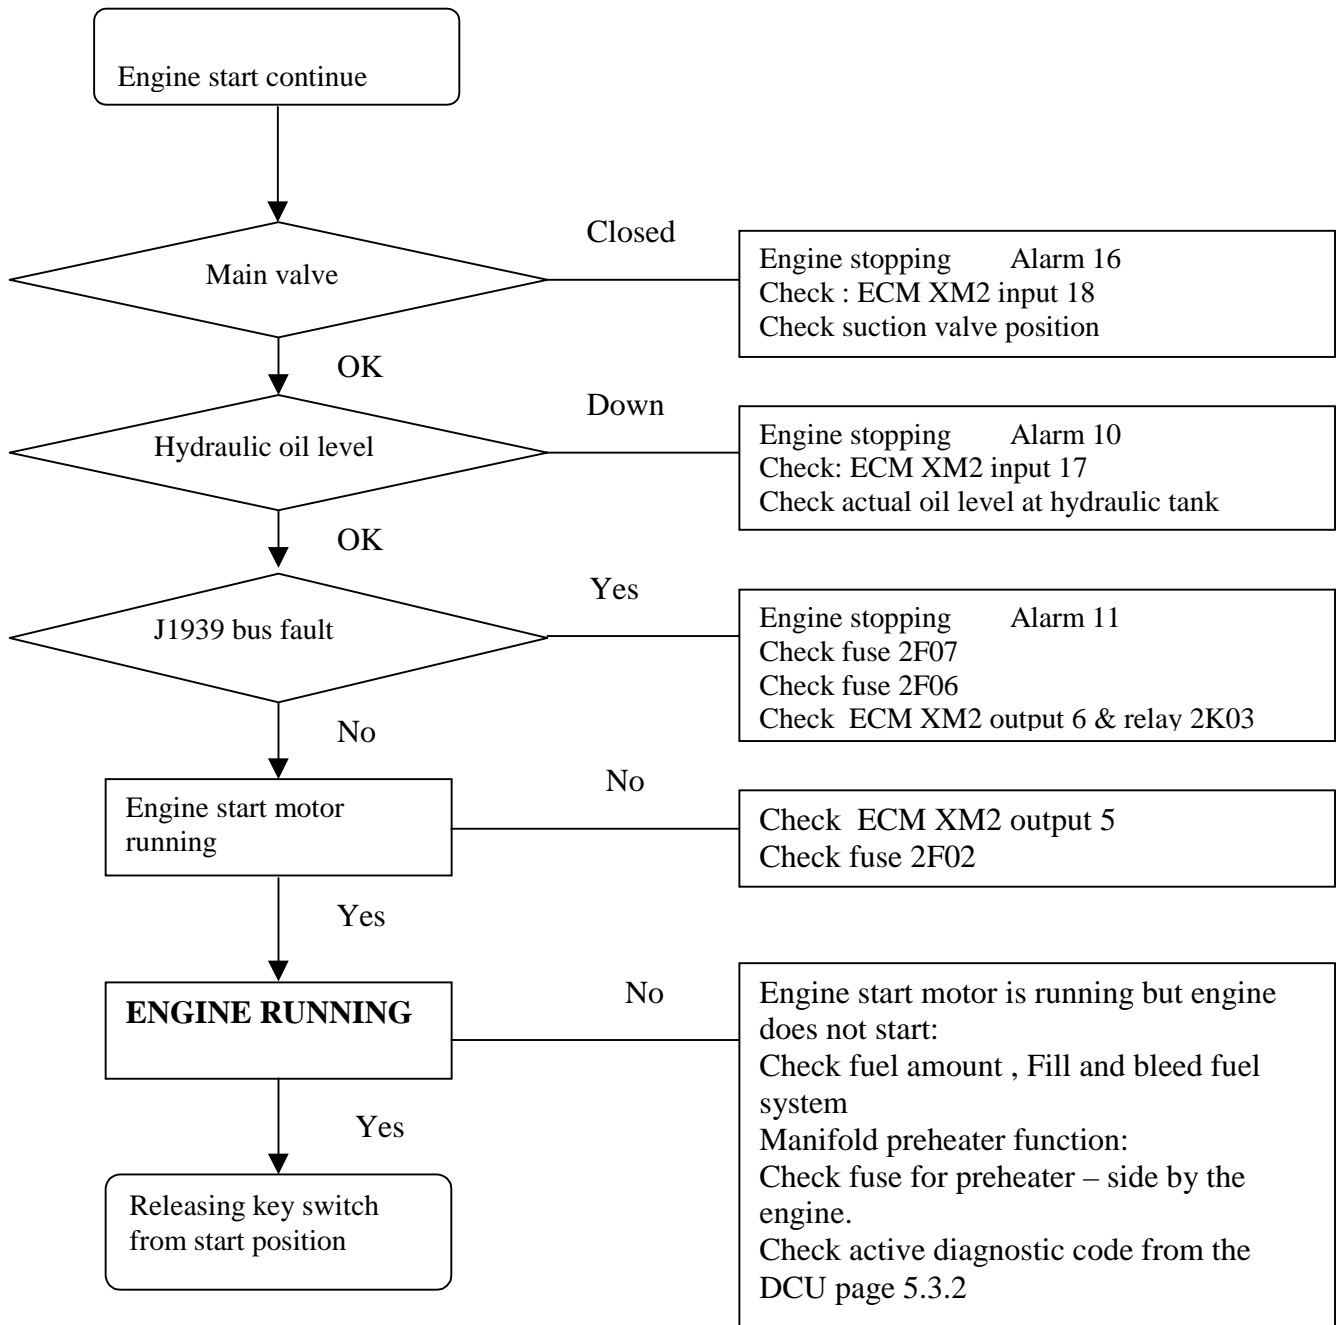 Engine start continue
Main valve
Closed
Engine stopping Alarm 16
Check : ECM XM2 input 18
Check suction valve position
OK
Hydraulic oil level
Down
Engine stopping Alarm 10
Check: ECM XM2 input 17
Check actual oil level at hydraulic tank
OK
J1939 bus fault
Yes
Engine stopping Alarm 11
Check fuse 2F07
Check fuse 2F06
Check ECM XM2 output 6 & relay 2K03
No
Engine start motor
running
No
Check ECM XM2 output 5
Check fuse 2F02
Yes
ENGINE RUNNING
No
Engine start motor is running but engine
does not start:
Check fuel amount , Fill and bleed fuel
system
Manifold preheater function:
Check fuse for preheater – side by the
engine.
Check active diagnostic code from the
DCU page 5.3.2
Yes
Releasing key switch
from start position